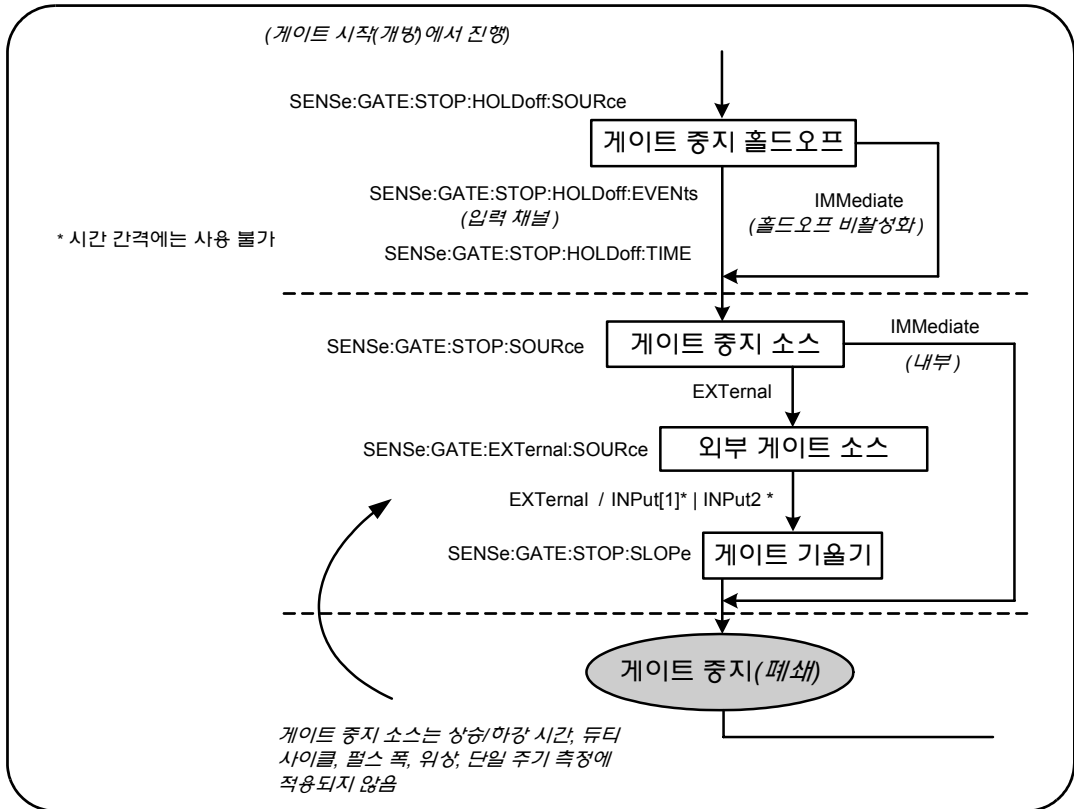 (게이트 시작(개방)에서 진행)
SENSe:GATE:STOP:HOLDoff:SOURce
게이트 중지 홀드오프
SENSe:GATE:STOP:HOLDoff:EVENts
(입력 채널)
IMMediate
(홀드오프 비활성화)
* 시간 간격에는 사용 불가
SENSe:GATE:STOP:HOLDoff:TIME
SENSe:GATE:STOP:SOURce
게이트 중지 소스
IMMediate
(내부)
EXTernal
SENSe:GATE:EXTernal:SOURce
외부 게이트 소스
EXTernal / INPut[1]* | INPut2 *
SENSe:GATE:STOP:SLOPe
게이트 기울기
게이트 중지(폐쇄)
게이트 중지 소스는 상승/하강 시간, 듀티
사이클, 펄스 폭, 위상, 단일 주기 측정에
적용되지 않음